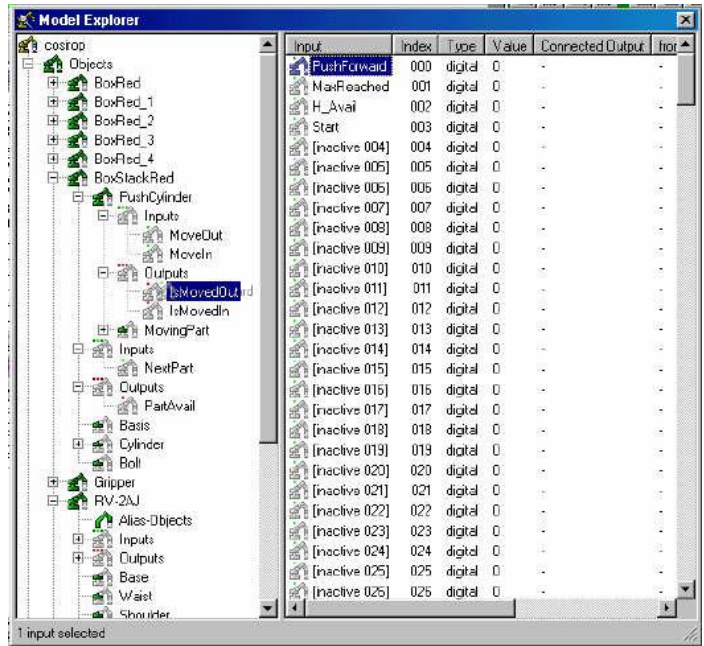 Model Explorer
cosirop
Objects
BoxRed
BoxRed_1
BoxRed_2
BoxRed_3
BoxRed_4
BoxStackRed
PushCylinder
Inputs
MoveOut
MoveIn
Outputs
IsMovedOut
IsMovedIn
MovingPart
Inputs
NextPart
Outputs
PartAvail
Basis
Cylinder
Bolt
Gripper
RV-2AJ
Alias-Objects
Inputs
Outputs
Base
Waist
Shoulder
Input Index Type Value Connected Output
PushForward 000 digital 0 -
MaxReached 001 digital 0 - -
H_Avail 002 digital 0 - -
Start 003 digital 0 - -
[inactive 004] 004 digital 0 - -
[inactive 005] 005 digital 0 - -
[inactive 006] 006 digital 0 - -
[inactive 007] 007 digital 0 - -
[inactive 008] 008 digital 0 - -
[inactive 009] 009 digital 0 - -
[inactive 010] 010 digital 0 - -
[inactive 011] 011 digital 0 - -
[inactive 012] 012 digital 0 - -
[inactive 013] 013 digital 0 - -
[inactive 014] 014 digital 0 - -
[inactive 015] 015 digital 0 - -
[inactive 016] 016 digital 0 - -
[inactive 017] 017 digital 0 - -
[inactive 018] 018 digital 0 - -
[inactive 019] 019 digital 0 - -
[inactive 020] 020 digital 0 - -
[inactive 021] 021 digital 0 - -
[inactive 022] 022 digital 0 - -
[inactive 023] 023 digital 0 - -
[inactive 024] 024 digital 0 - -
[inactive 025] 025 digital 0 - -
[inactive 026] 026 digital 0 - -
1 input selected